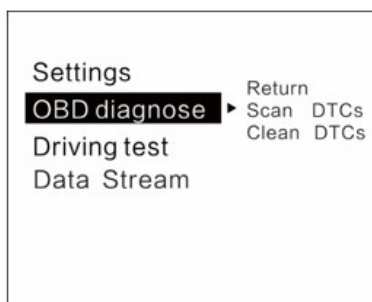 Settings
OBD diagnose
Driving test
Data Stream
Return
Scan DTCs
Clean DTCs